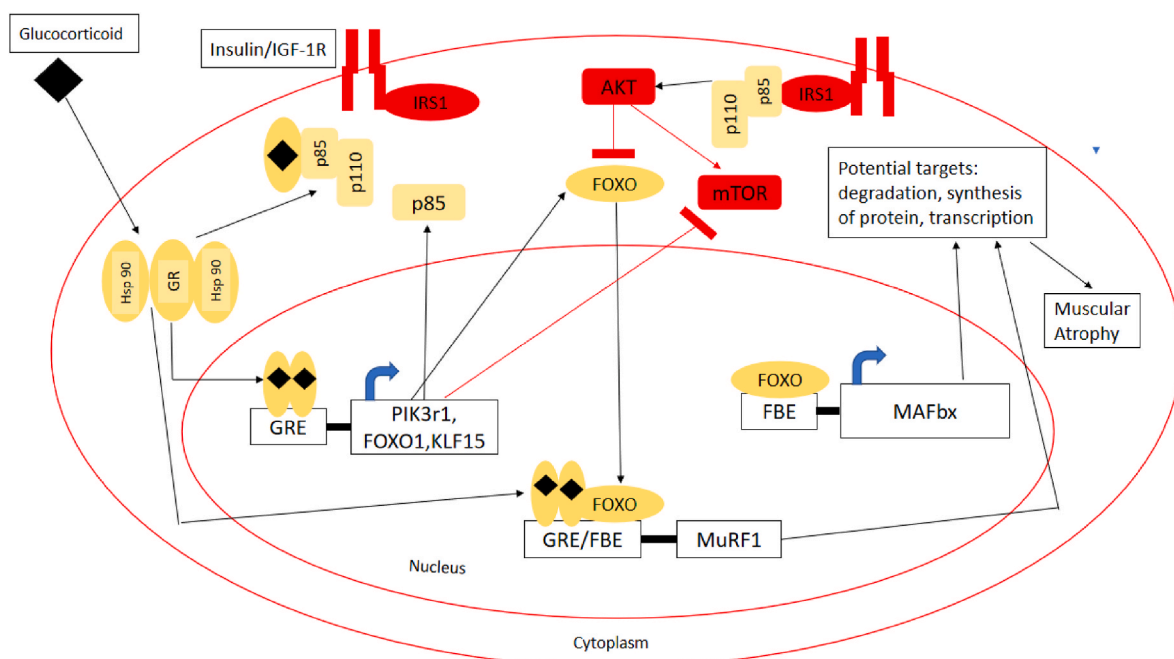 Glucocorticoid
Insulin/IGF-1R
IRS1
AKT
p110
p85
IRS1
p85
p110
p85
FOXO
mTOR
Potential targets:
degradation, synthesis
of protein, transcription
Hsp 90
GR
Hsp 90
Muscular
Atrophy
GRE
PIK3r1,
FOXO1,KLF15
FOXO
FBE
MAFbx
FOXO
GRE/FBE
MuRF1
Nucleus
Cytoplasm